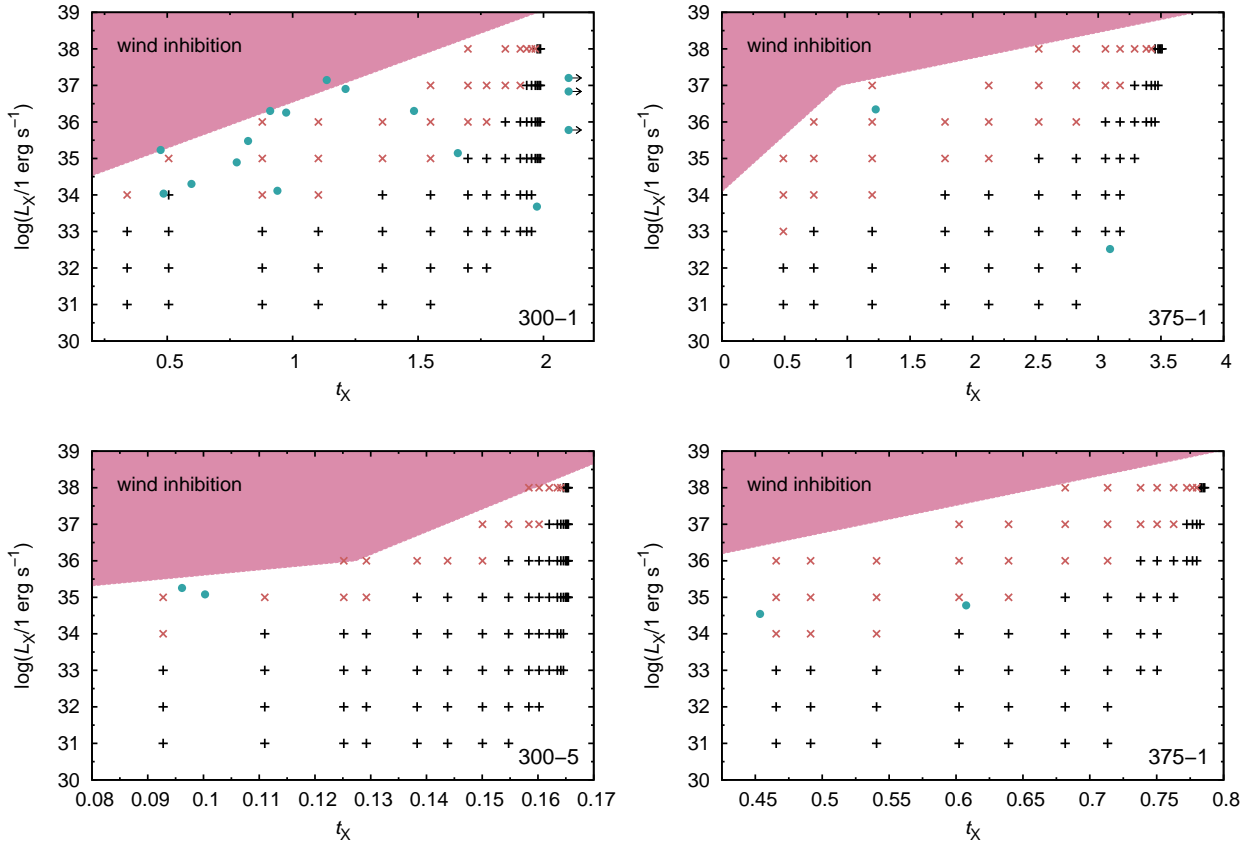 39
38
37
36
35
34
33
32
31
30
log(L_X/1 erg s⁻¹)
wind inhibition
300−1
0.5 1 1.5 2
t_X
39
38
37
36
35
34
33
32
31
30
log(L_X/1 erg s⁻¹)
wind inhibition
375−1
0 0.5 1 1.5 2 2.5 3 3.5 4
t_X
39
38
37
36
35
34
33
32
31
30
log(L_X/1 erg s⁻¹)
wind inhibition
300−5
0.08 0.09 0.1 0.11 0.12 0.13 0.14 0.15 0.16 0.17
t_X
39
38
37
36
35
34
33
32
31
30
log(L_X/1 erg s⁻¹)
wind inhibition
375−1
0.45 0.5 0.55 0.6 0.65 0.7 0.75 0.8
t_X